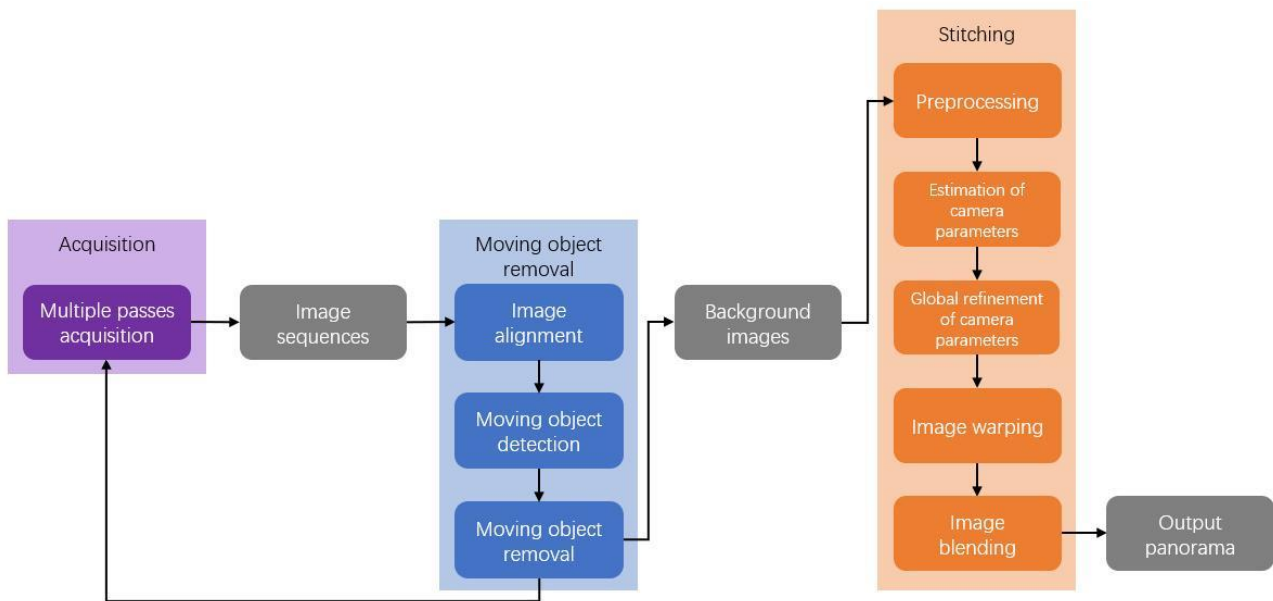 Acquisition
Multiple passes
acquisition
Image
sequences
Moving object
removal
Image
alignment
Moving object
detection
Moving object
removal
Background
images
Stitching
Preprocessing
Estimation of
camera
parameters
Global refinement
of camera
parameters
Image warping
Image
blending
Output
panorama